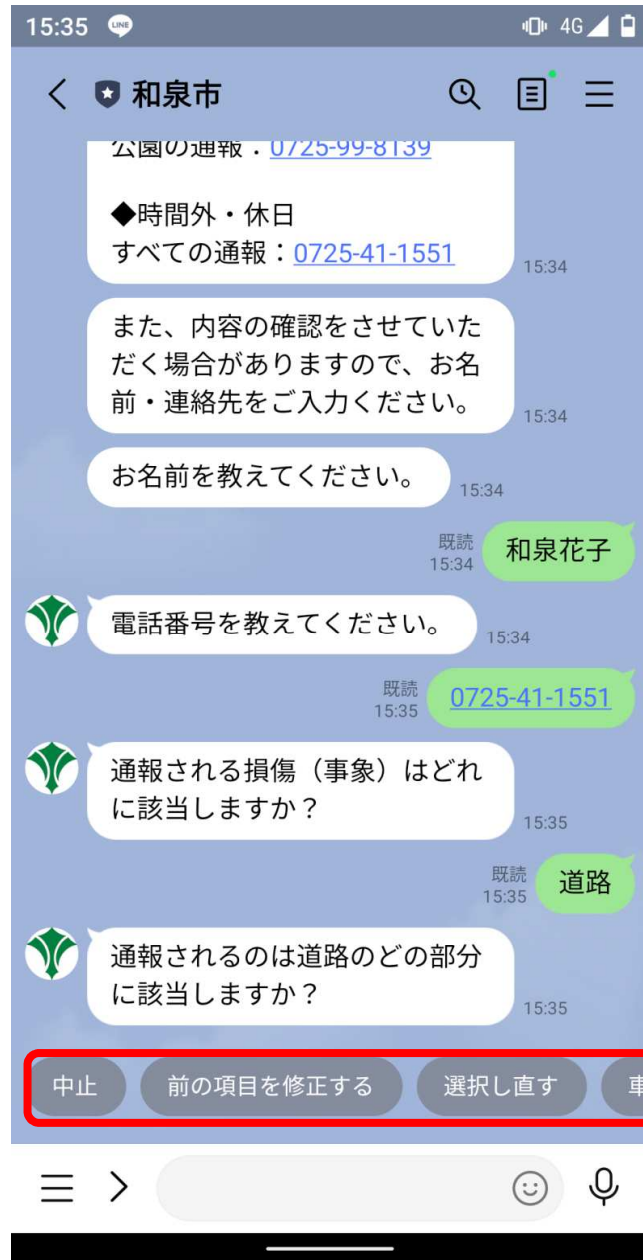 15:35 LINE 4G
和泉市
公園の通報：0725-99-8139
◆時間外・休日
すべての通報：0725-41-1551
15:34
また、内容の確認をさせていた
だく場合がありますので、お名
前・連絡先をご入力ください。
15:34
お名前を教えてください。
15:34
既読
15:34
和泉花子
電話番号を教えてください。
15:34
既読
15:35
0725-41-1551
通報される損傷（事象）はどれ
に該当しますか？
15:35
既読
15:35
道路
通報されるのは道路のどの部分
に該当しますか？
15:35
中止 前の項目を修正する 選択し直す